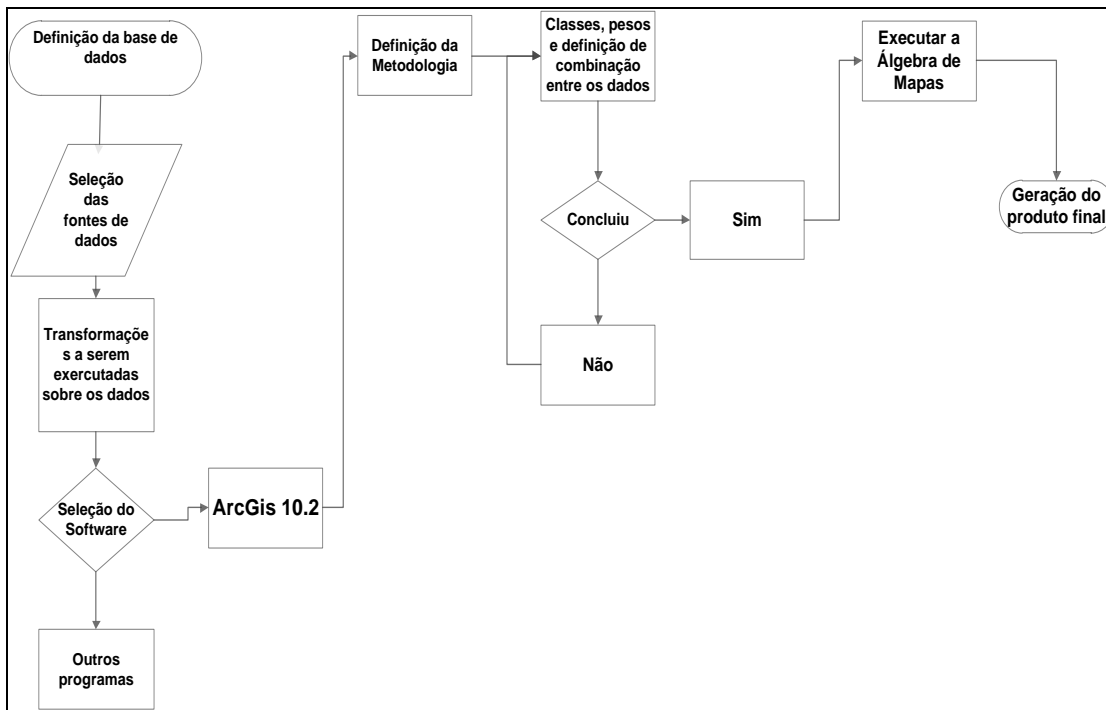 Definição da base de
dados
Seleção
das
fontes de
dados
Transformaçõe
s a serem
exercutadas
sobre os dados
Seleção do
Software
Outros
programas
ArcGis 10.2
Definição da
Metodologia
Classes, pesos
e definição de
combinação
entre os dados
Concluiu
Sim
Não
Executar a
Álgebra de
Mapas
Geração do
produto final